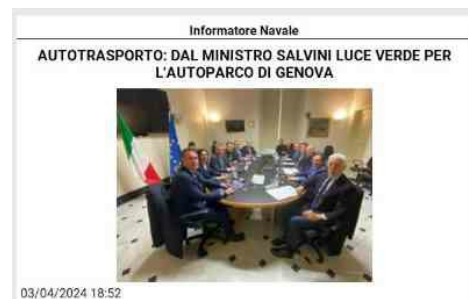 Informatore Navale
AUTOTRASPORTO: DAL MINISTRO SALVINI LUCE VERDE PER
L'AUTOPARCO DI GENOVA
03/04/2024 18:52